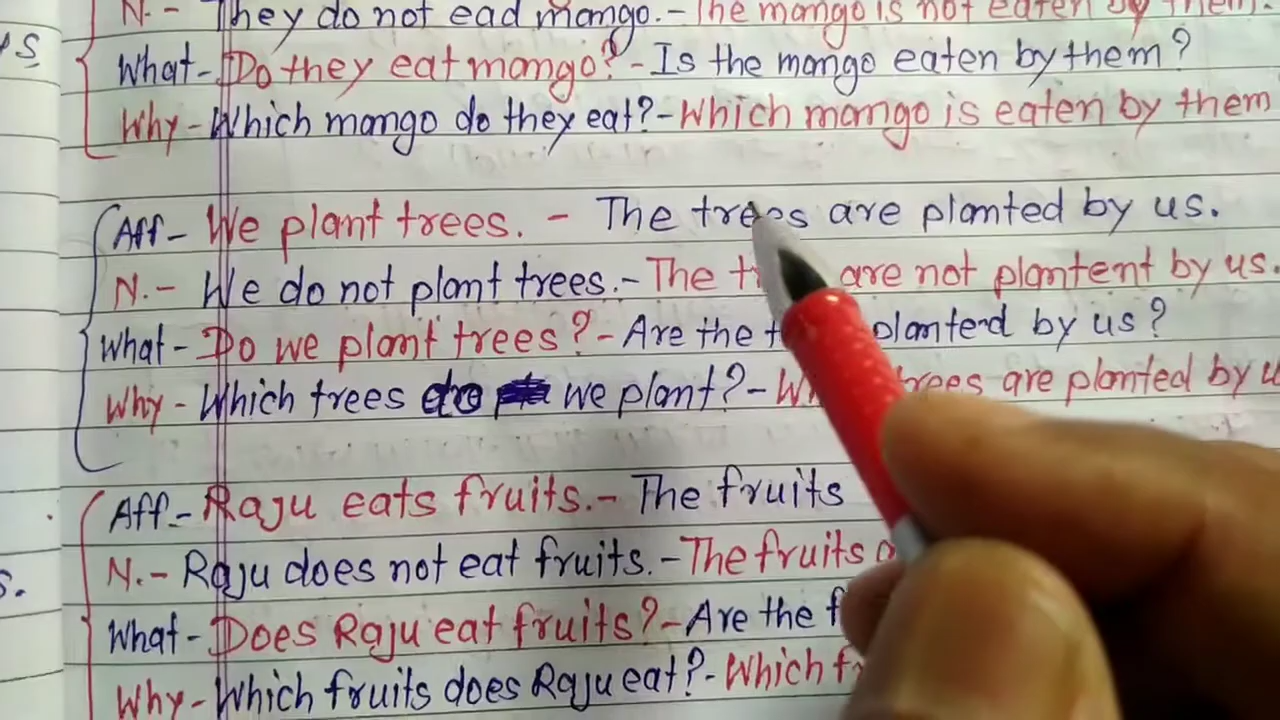 N. - They do not ead mango. - The mango is not eaten by them.
ps
What - Do they eat mango? - Is the mango eaten by them?
Why - Which mango do they eat? - Which mango is eaten by them
Aff - We plant trees. - The trees are planted by us.
N. - We do not plant trees. - The are not plantent by us.
What - Do we plant trees? - Are the planted by us?
Why - Which trees do we plant? - trees are planted by
Aff - Raju eats fruits. - The fruits
N. - Raju does not eat fruits. - The fruits
s.
What - Does Raju eat fruits? - Are the
Why - Which fruits does Raju eat? - Which